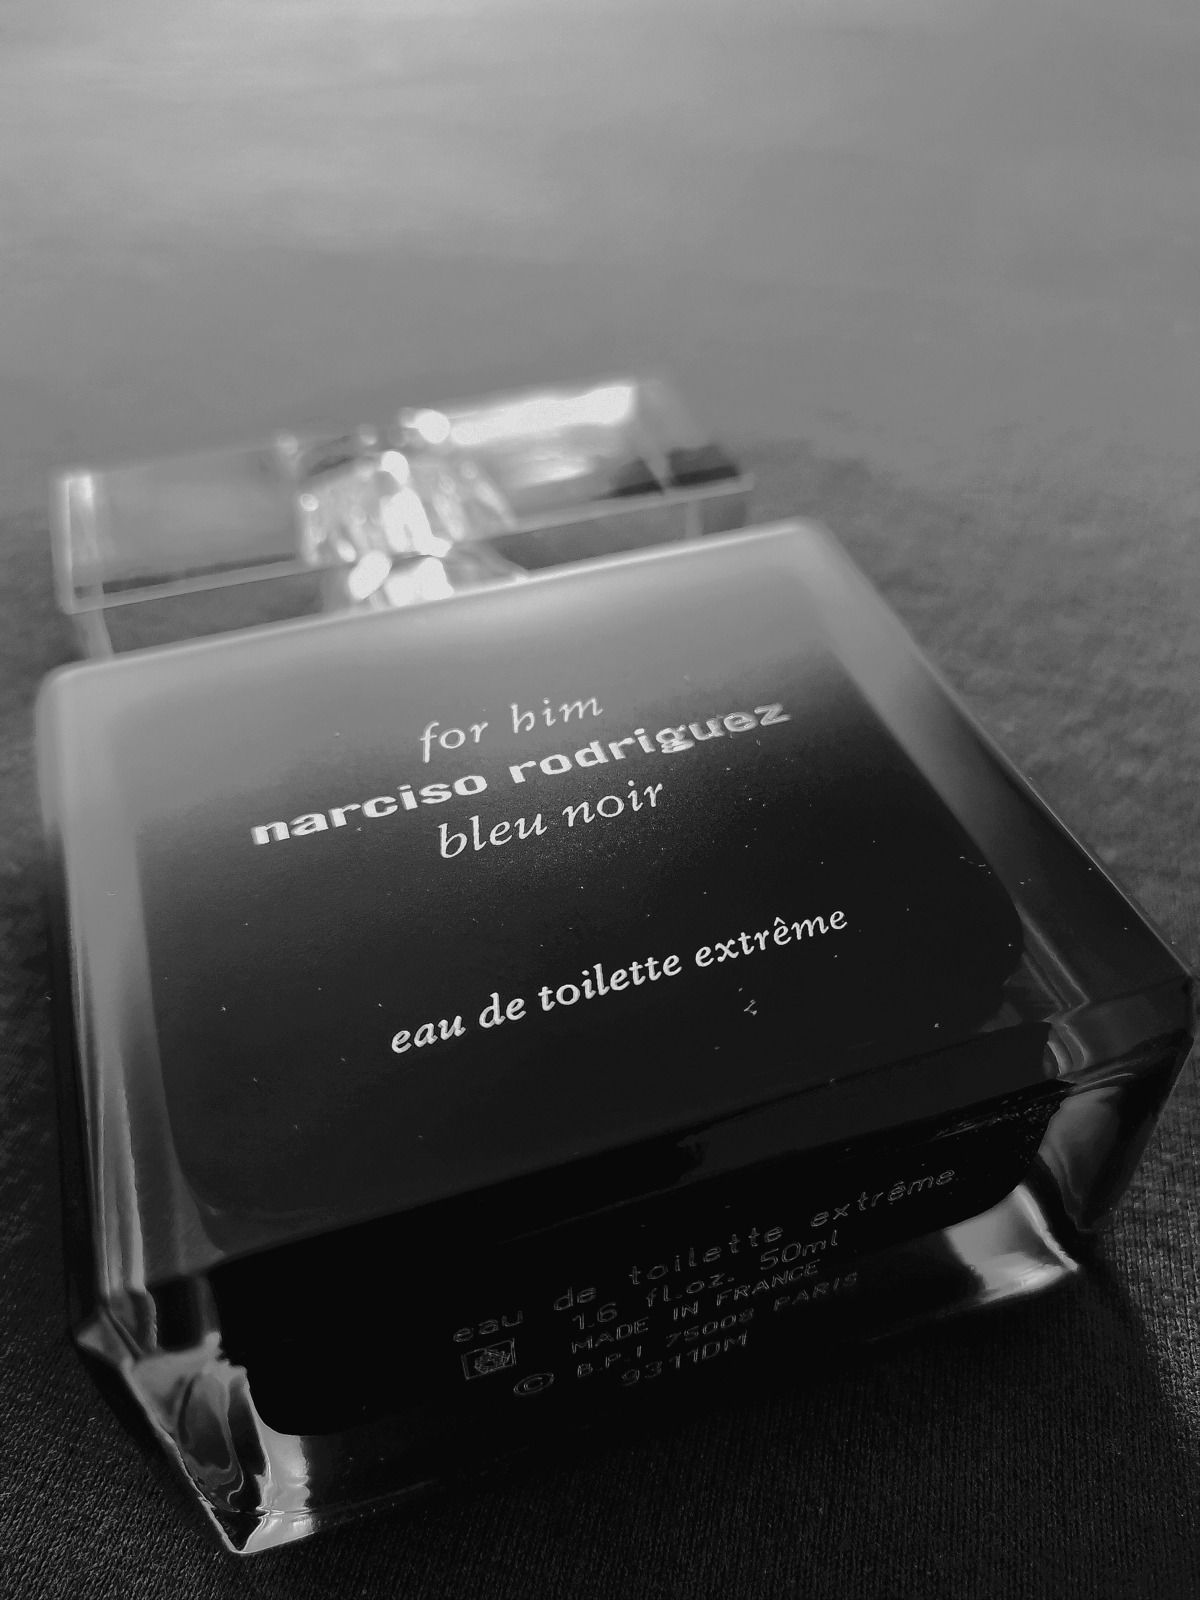 for him
narciso rodriguez
bleu noir
eau de toilette extrême
eau de toilette extrême
1.6 fl.oz. 50ml
MADE IN FRANCE
© B.P.I 75008 PARIS
9311DM